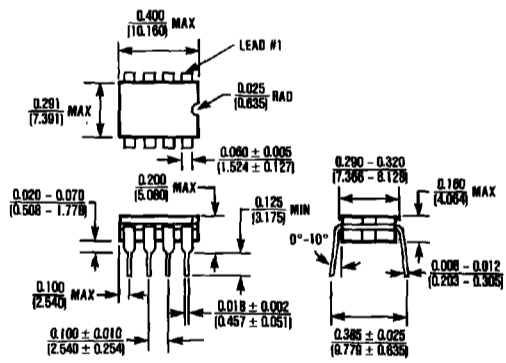 0.400
(10.160) MAX
LEAD #1
0.291
(7.391) MAX
0.025
(0.635) RAD
0.060 ± 0.005
(1.524 ± 0.127)
0.020 - 0.070
(0.508 - 1.778)
0.200
(5.080) MAX
0.125
(3.175) MIN
0.290 - 0.320
(7.366 - 8.128)
0.160
(4.064) MAX
0°-10°
0.100
(2.540) MAX
0.018 ± 0.002
(0.457 ± 0.051)
0.008 - 0.012
(0.203 - 0.305)
0.100 ± 0.010
(2.540 ± 0.254)
0.385 ± 0.025
(9.779 ± 0.635)